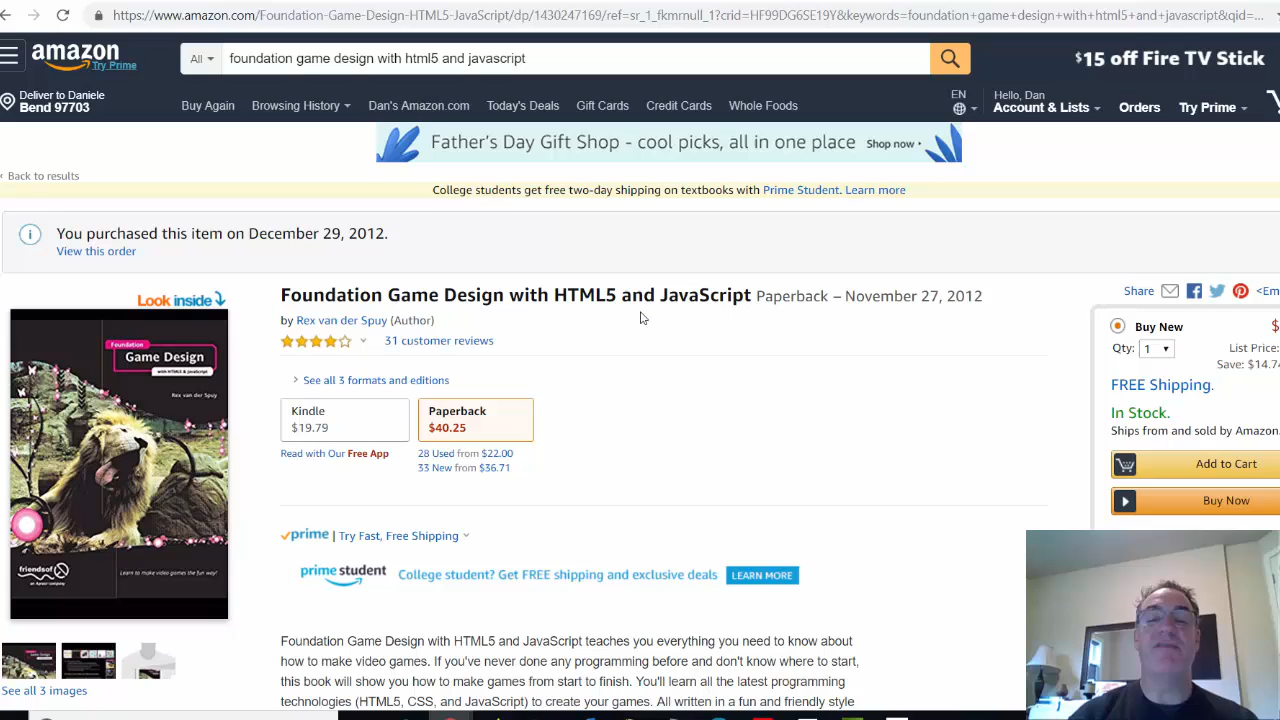 https://www.amazon.com/Foundation-Game-Design-HTML5-JavaScript/dp/1430247169/ref=sr_1_fkmrnull_1?crid=HF99DG6SE19Y&keywords=foundation+game+design+with+html5+and+javascript&qid=...
amazon
Try Prime
All
foundation game design with html5 and javascript
$15 off Fire TV Stick
Deliver to Daniele
Bend 97703
Buy Again
Browsing History
Dan's Amazon.com
Today's Deals
Gift Cards
Credit Cards
Whole Foods
EN
Hello, Dan
Account & Lists
Orders
Try Prime
Father's Day Gift Shop - cool picks, all in one place
Shop now
Back to results
College students get free two-day shipping on textbooks with Prime Student. Learn more
You purchased this item on December 29, 2012.
View this order
Look inside
Foundation
Game Design
with HTML5 & JavaScript
Rex van der Spuy
friendsof
an Apress company
Learn to make video games the fun way!
See all 3 images
Foundation Game Design with HTML5 and JavaScript Paperback – November 27, 2012
by Rex van der Spuy (Author)
31 customer reviews
See all 3 formats and editions
Kindle
$19.79
Paperback
$40.25
Read with Our Free App
28 Used from $22.00
33 New from $36.71
prime | Try Fast, Free Shipping
prime student
College student? Get FREE shipping and exclusive deals
LEARN MORE
Foundation Game Design with HTML5 and JavaScript teaches you everything you need to know about
how to make video games. If you've never done any programming before and don't know where to start,
this book will show you how to make games from start to finish. You'll learn all the latest programming
technologies (HTML5, CSS, and JavaScript) to create your games. All written in a fun and friendly style
Share
<Em
Buy New
$
Qty: 1
List Price:
Save: $14.74
FREE Shipping.
In Stock.
Ships from and sold by Amazon.
Add to Cart
Buy Now